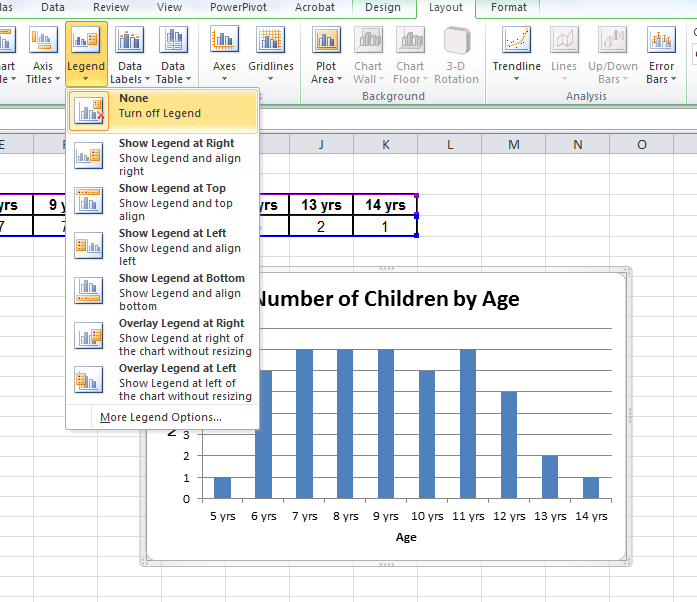 Data Review View PowerPivot Acrobat Design Layout Format
Axis Titles
Legend
Data Labels
Data Table
Axes
Gridlines
Plot Area
Chart Wall
Chart Floor
3-D Rotation
Trendline
Lines
Up/Down Bars
Error Bars
Background
Analysis
None
Turn off Legend
Show Legend at Right
Show Legend and align
right
Show Legend at Top
Show Legend and top
align
Show Legend at Left
Show Legend and align
left
Show Legend at Bottom
Show Legend and align
bottom
Overlay Legend at Right
Show Legend at right of
the chart without resizing
Overlay Legend at Left
Show Legend at left of
the chart without resizing
More Legend Options...
E F J K L M N O
yrs 9 yrs 13 yrs 14 yrs
7 2 1
Number of Children by Age
3
2
1
0
5 yrs 6 yrs 7 yrs 8 yrs 9 yrs 10 yrs 11 yrs 12 yrs 13 yrs 14 yrs
Age